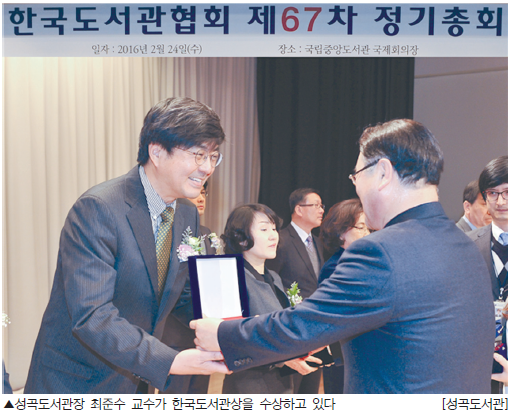 한국도서관협회 제67차 정기총회
일자 : 2016년 2월 24일(수) 장소 : 국립중앙도서관 국제회의장
▲성곡도서관장 최준수 교수가 한국도서관상을 수상하고 있다 [성곡도서관]